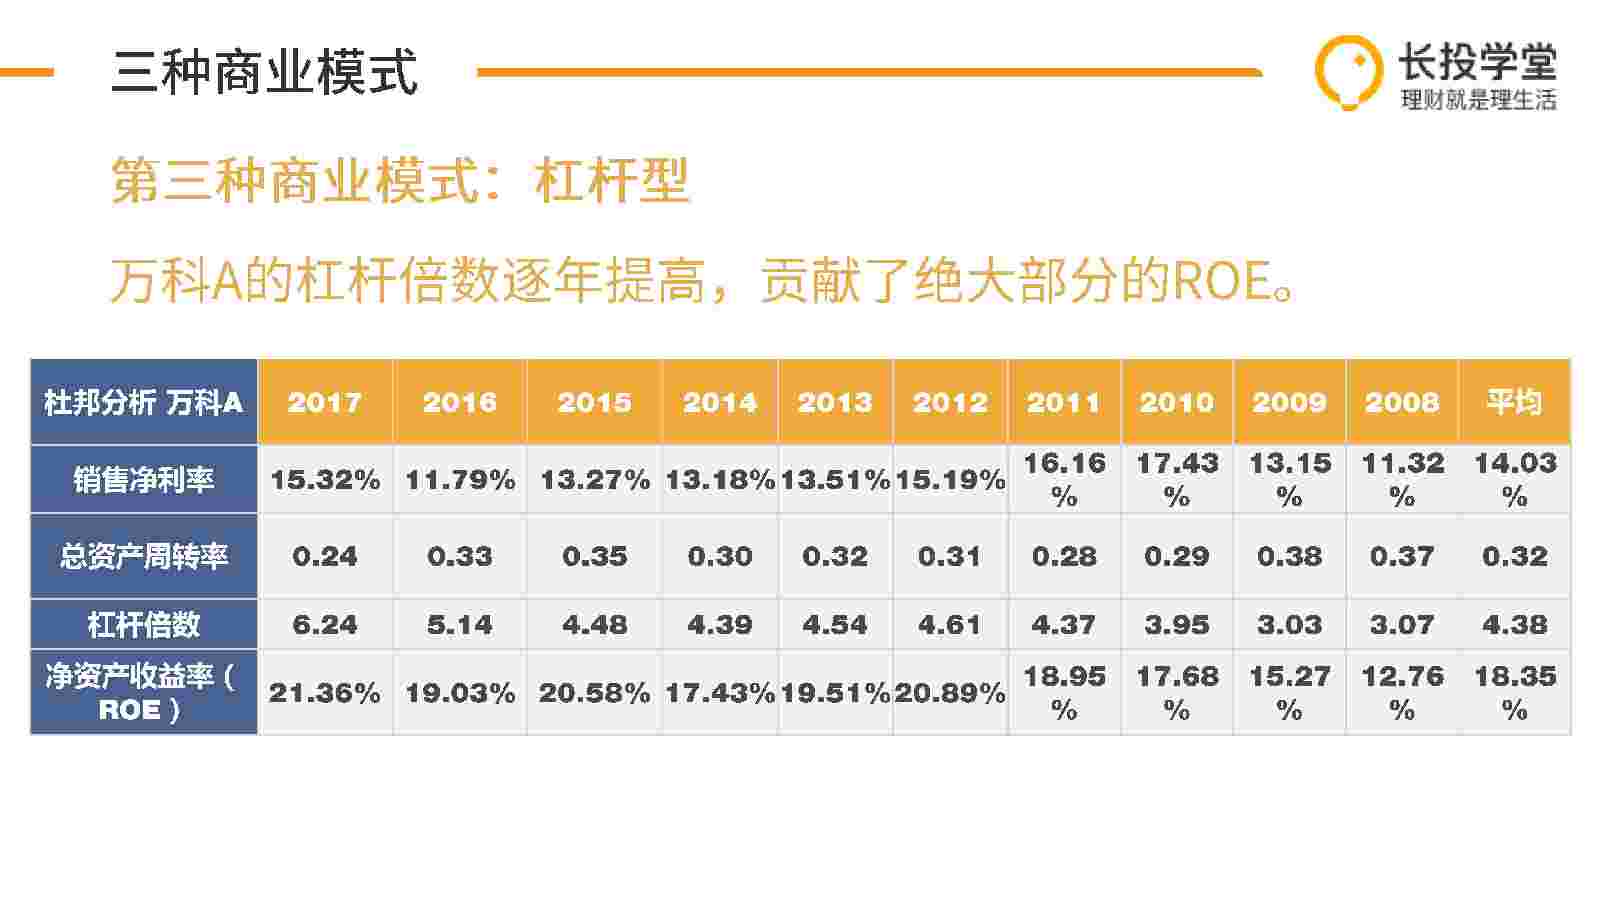 三种商业模式
长投学堂
理财就是理生活
第三种商业模式：杠杆型
万科A的杠杆倍数逐年提高，贡献了绝大部分的ROE。
杜邦分析 万科A 2017 2016 2015 2014 2013 2012 2011 2010 2009 2008 平均
销售净利率 15.32% 11.79% 13.27% 13.18% 13.51% 15.19% 16.16% 17.43% 13.15% 11.32% 14.03%
总资产周转率 0.24 0.33 0.35 0.30 0.32 0.31 0.28 0.29 0.38 0.37 0.32
杠杆倍数 6.24 5.14 4.48 4.39 4.54 4.61 4.37 3.95 3.03 3.07 4.38
净资产收益率（ROE） 21.36% 19.03% 20.58% 17.43% 19.51% 20.89% 18.95% 17.68% 15.27% 12.76% 18.35%